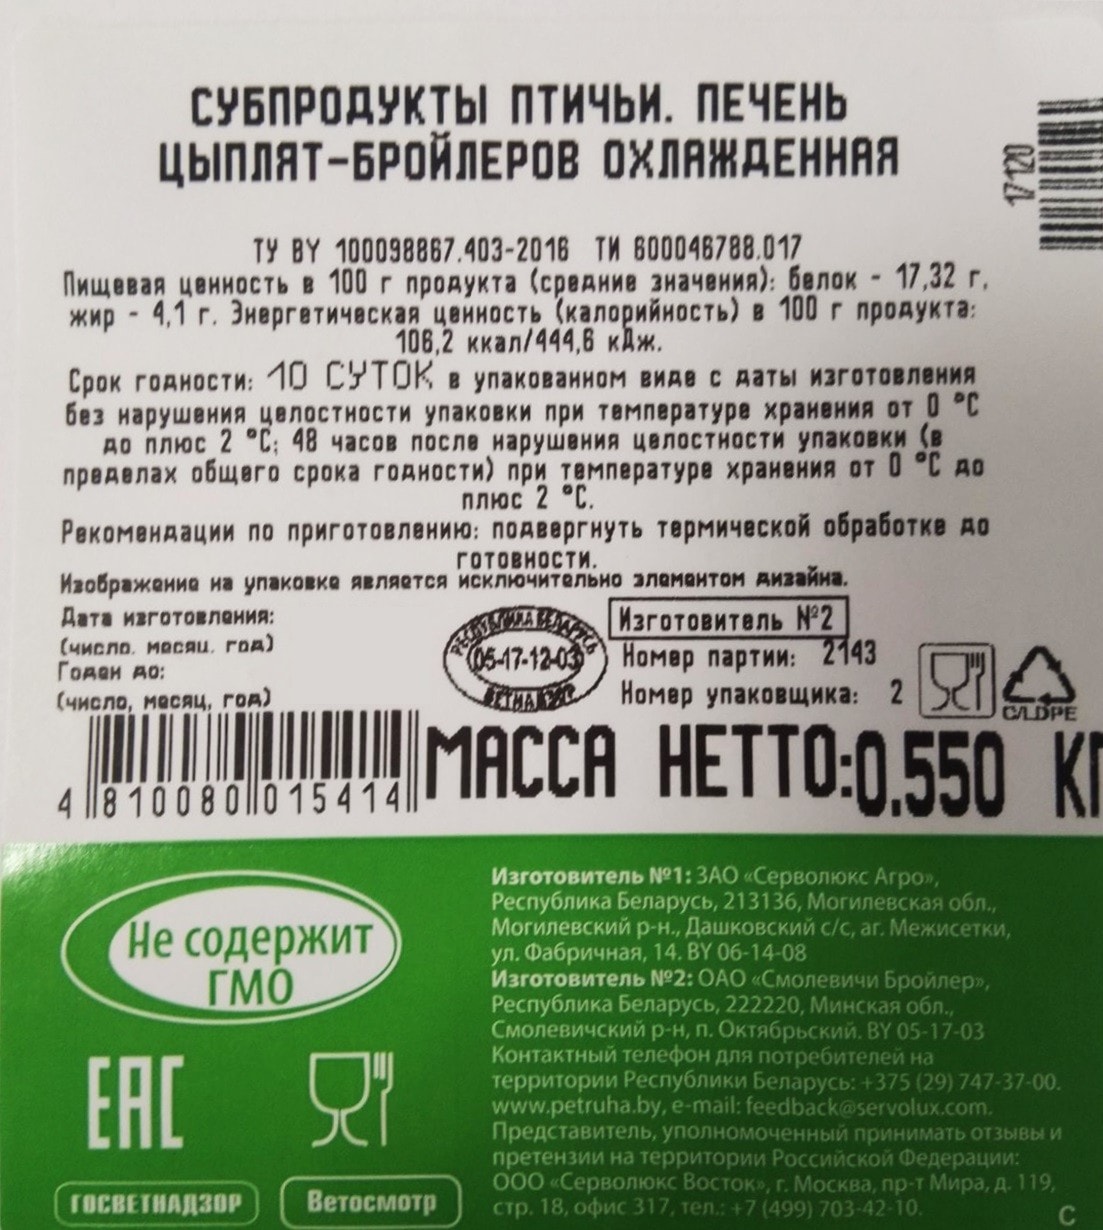 СУБПРОДУКТЫ ПТИЧЬИ. ПЕЧЕНЬ
ЦЫПЛЯТ-БРОЙЛЕРОВ ОХЛАЖДЕННАЯ
17120
ТУ BY 100098867.403-2016 ТИ 600046788.017
Пищевая ценность в 100 г продукта (средние значения): белок - 17,32 г,
жир - 4,1 г. Энергетическая ценность (калорийность) в 100 г продукта:
106,2 ккал/444,6 кДж.
Срок годности: 10 СУТОК в упакованном виде с даты изготовления
без нарушения целостности упаковки при температуре хранения от 0 °С
до плюс 2 °С; 48 часов после нарушения целостности упаковки (в
пределах общего срока годности) при температуре хранения от 0 °С до
плюс 2 °С.
Рекомендации по приготовлению: подвергнуть термической обработке до
готовности.
Изображение на упаковке является исключительно элементом дизайна.
Дата изготовления:
(число, месяц, год)
Годен до:
(число, месяц, год)
РЕСПУБЛИКА БЕЛАРУСЬ
05-17-12-03
ВЕТНАДЗОР
Изготовитель №2
Номер партии: 2143
Номер упаковщика: 2
C/LDPE
4 810080 015414
МАССА НЕТТО:0.550 КГ
Не содержит
ГМО
EAC
ГОСВЕТНАДЗОР
Ветосмотр
Изготовитель №1: ЗАО «Серволюкс Агро»,
Республика Беларусь, 213136, Могилевская обл.,
Могилевский р-н., Дашковский с/с, аг. Межисетки,
ул. Фабричная, 14. BY 06-14-08
Изготовитель №2: ОАО «Смолевичи Бройлер»,
Республика Беларусь, 222220, Минская обл.,
Смолевичский р-н, п. Октябрьский. BY 05-17-03
Контактный телефон для потребителей на
территории Республики Беларусь: +375 (29) 747-37-00.
www.petruha.by, e-mail: feedback@servolux.com.
Представитель, уполномоченный принимать отзывы и
претензии на территории Российской Федерации:
ООО «Серволюкс Восток», г. Москва, пр-т Мира, д. 119,
стр. 18, офис 317, тел.: +7 (499) 703-42-10.
С